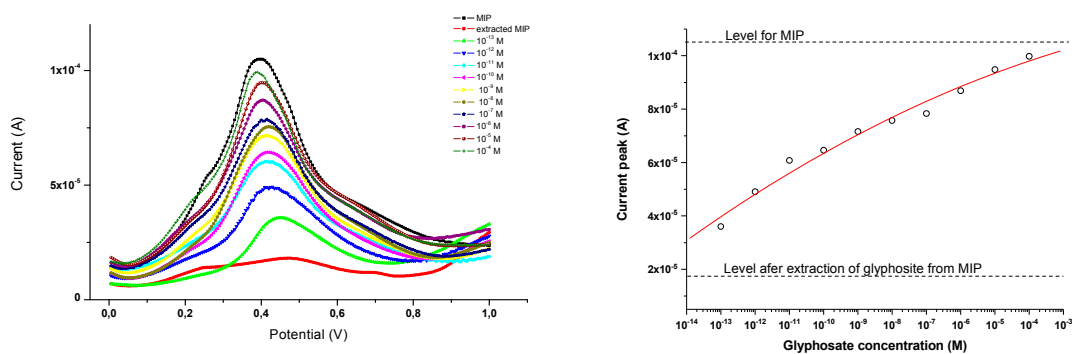 MIP
extracted MIP
10⁻¹³ M
10⁻¹² M
10⁻¹¹ M
10⁻¹⁰ M
10⁻⁹ M
10⁻⁸ M
10⁻⁷ M
10⁻⁶ M
10⁻⁵ M
10⁻⁴ M
1x10⁻⁴
5x10⁻⁵
0
Current (A)
0,0 0,2 0,4 0,6 0,8 1,0
Potential (V)
Level for MIP
1x10⁻⁴
8x10⁻⁵
6x10⁻⁵
4x10⁻⁵
2x10⁻⁵
Current peak (A)
Level afer extraction of glyphosite from MIP
10⁻¹⁴ 10⁻¹³ 10⁻¹² 10⁻¹¹ 10⁻¹⁰ 10⁻⁹ 10⁻⁸ 10⁻⁷ 10⁻⁶ 10⁻⁵ 10⁻⁴ 10⁻³
Glyphosate concentration (M)